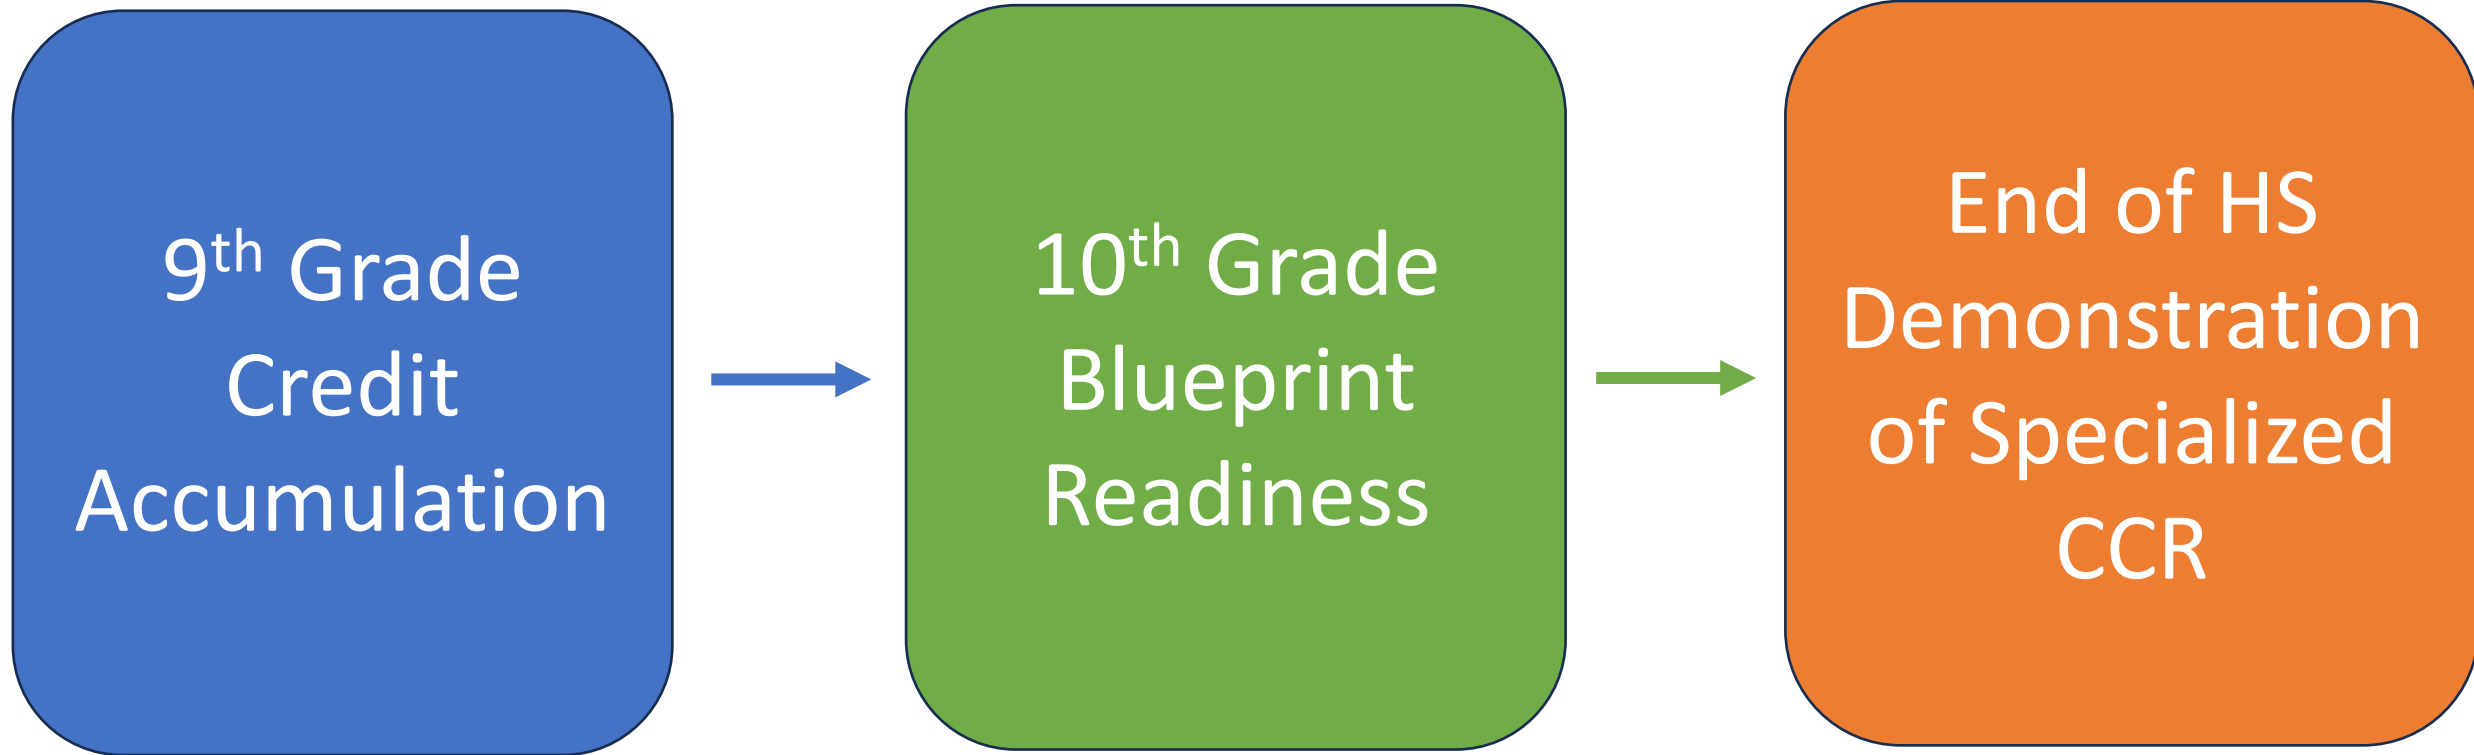 9th Grade
Credit
Accumulation
10th Grade
Blueprint
Readiness
End of HS
Demonstration
of Specialized
CCR